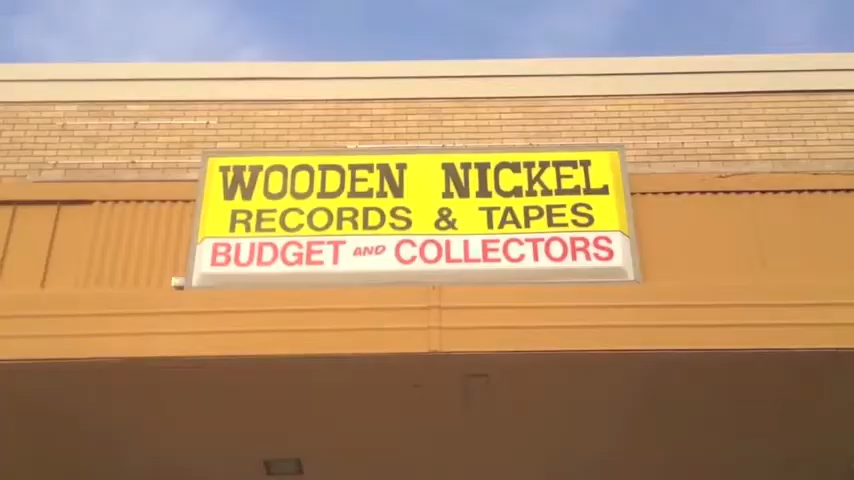 WOODEN NICKEL
RECORDS & TAPES
BUDGET AND COLLECTORS